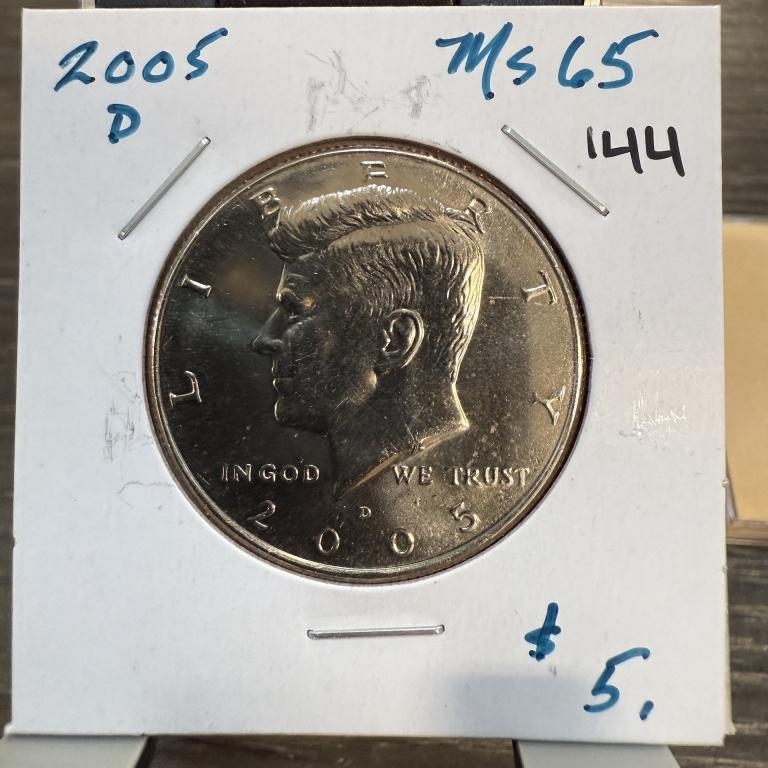 2005 MS65
D 144
LIBERTY
IN GOD WE TRUST
D
2005
$5.